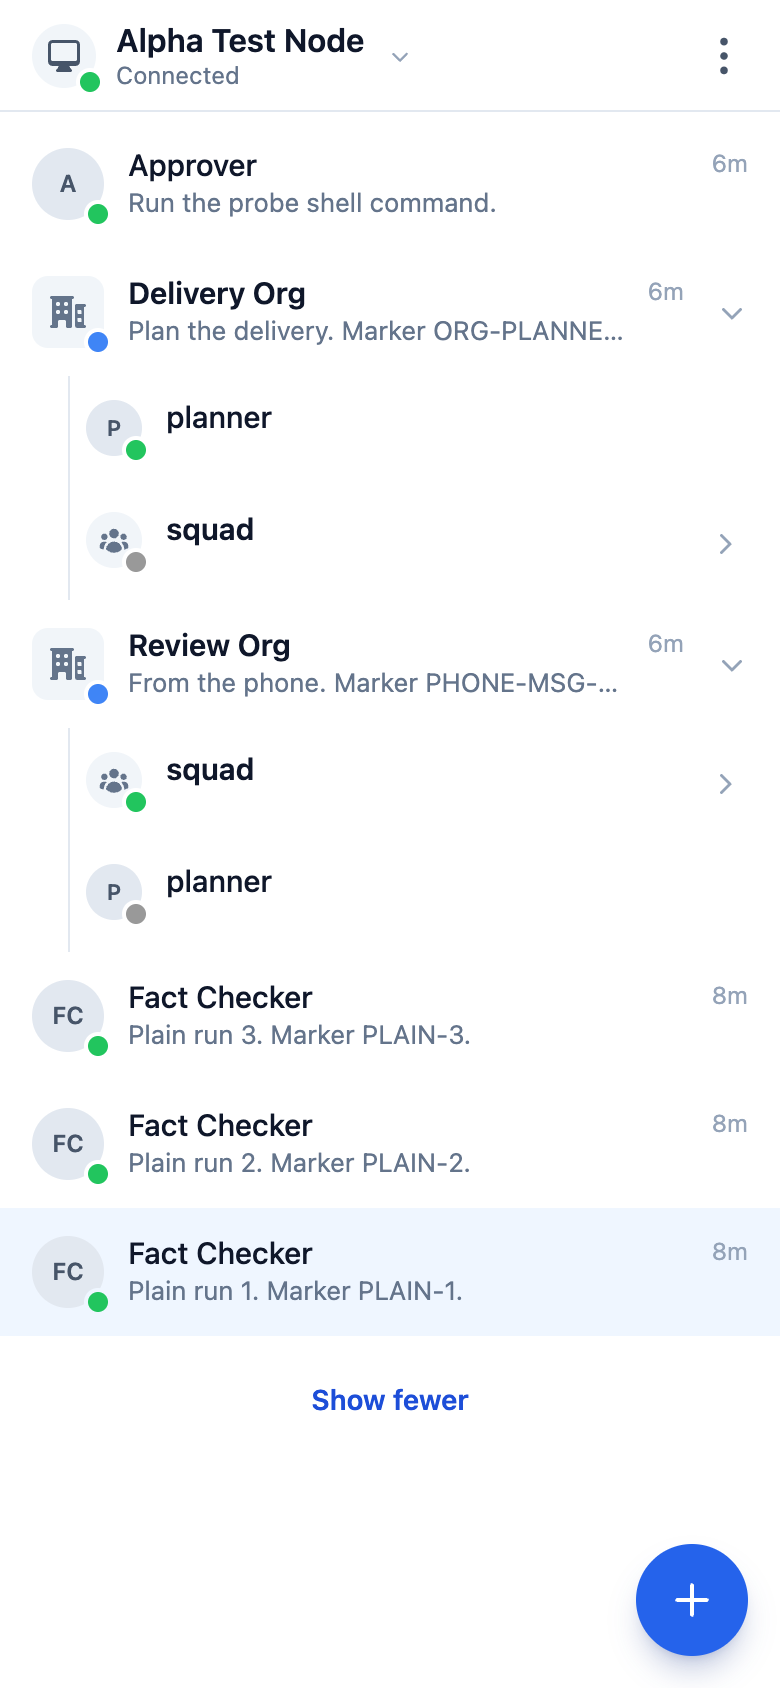 Alpha Test Node
Connected
A
Approver
6m
Run the probe shell command.
Delivery Org
6m
Plan the delivery. Marker ORG-PLANNE...
P
planner
squad
Review Org
6m
From the phone. Marker PHONE-MSG-...
squad
P
planner
FC
Fact Checker
8m
Plain run 3. Marker PLAIN-3.
FC
Fact Checker
8m
Plain run 2. Marker PLAIN-2.
FC
Fact Checker
8m
Plain run 1. Marker PLAIN-1.
Show fewer